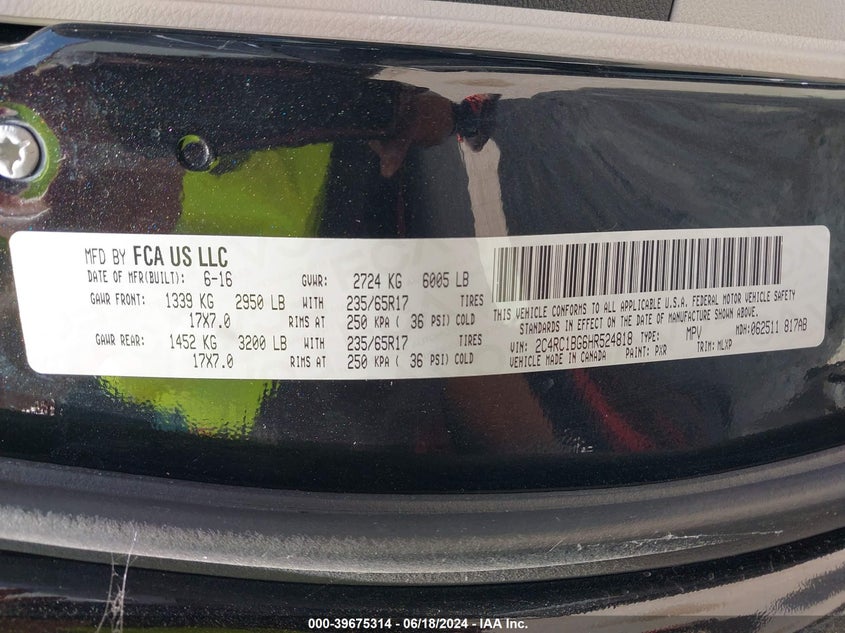 MFD BY FCA US LLC
DATE OF MFR(BUILT): 6-16 GVWR: 2724 KG 6005 LB
GAWR FRONT: 1339 KG 2950 LB WITH 235/65R17 TIRES
17X7.0 RIMS AT 250 KPA ( 36 PSI) COLD
GAWR REAR: 1452 KG 3200 LB WITH 235/65R17 TIRES
17X7.0 RIMS AT 250 KPA ( 36 PSI) COLD
THIS VEHICLE CONFORMS TO ALL APPLICABLE U.S.A. FEDERAL MOTOR VEHICLE SAFETY
STANDARDS IN EFFECT ON THE DATE OF MANUFACTURE SHOWN ABOVE.
VIN: 2C4RC1BG6HR524818 TYPE: MPV MDH: 062511 817AB
VEHICLE MADE IN CANADA PAINT: PXR TRIM: MLXP
000-39675314 - 06/18/2024 - IAA Inc.